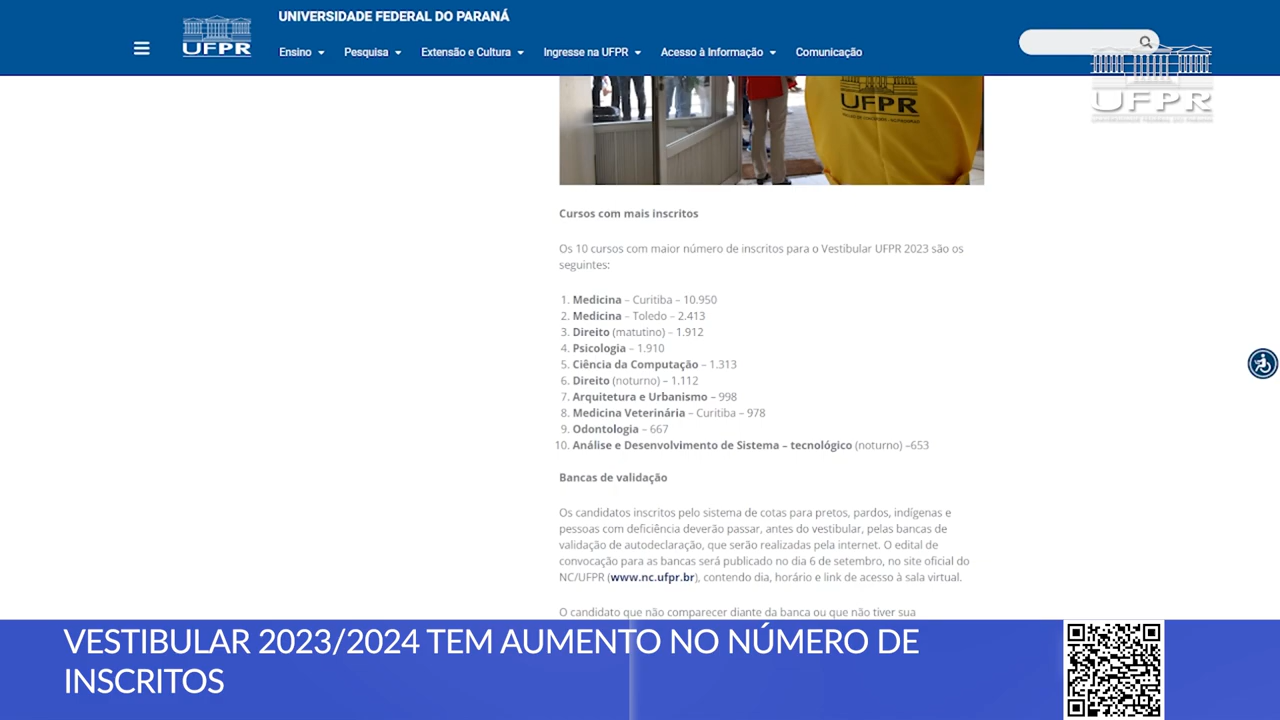 UNIVERSIDADE FEDERAL DO PARANÁ
UFPR
Ensino
Pesquisa
Extensão e Cultura
Ingresse na UFPR
Acesso à Informação
Comunicação
UFPR
UNIVERSIDADE FEDERAL DO PARANÁ
UFPR
Cursos com mais inscritos
Os 10 cursos com maior número de inscritos para o Vestibular UFPR 2023 são os
seguintes:
1. Medicina – Curitiba – 10.950
2. Medicina – Toledo – 2.413
3. Direito (matutino) – 1.912
4. Psicologia – 1.910
5. Ciência da Computação – 1.313
6. Direito (noturno) – 1.112
7. Arquitetura e Urbanismo – 998
8. Medicina Veterinária – Curitiba – 978
9. Odontologia – 667
10. Análise e Desenvolvimento de Sistema – tecnológico (noturno) –653
Bancas de validação
Os candidatos inscritos pelo sistema de cotas para pretos, pardos, indígenas e
pessoas com deficiência deverão passar, antes do vestibular, pelas bancas de
validação de autodeclaração, que serão realizadas pela internet. O edital de
convocação para as bancas será publicado no dia 6 de setembro, no site oficial do
NC/UFPR (www.nc.ufpr.br), contendo dia, horário e link de acesso à sala virtual.
O candidato que não comparecer diante da banca ou que não tiver sua
VESTIBULAR 2023/2024 TEM AUMENTO NO NÚMERO DE
INSCRITOS